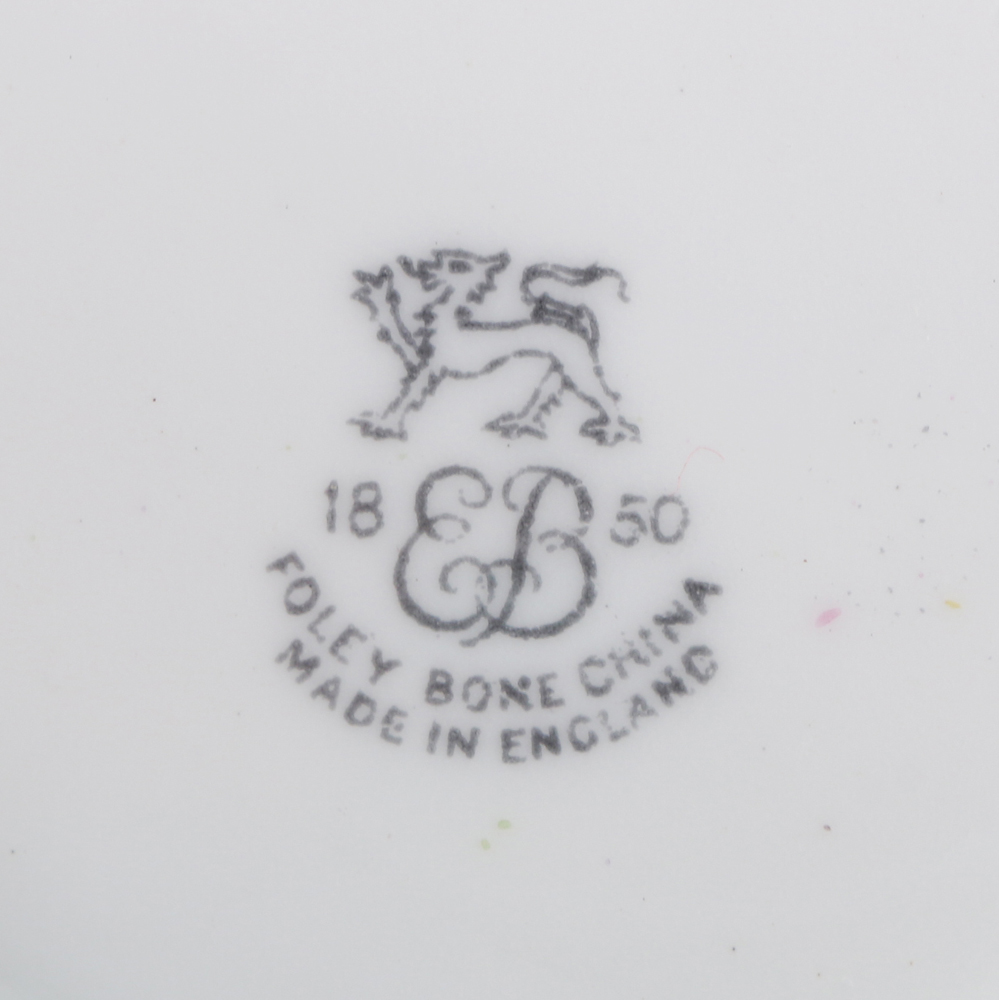 18 EB 50
FOLEY BONE CHINA
MADE IN ENGLAND